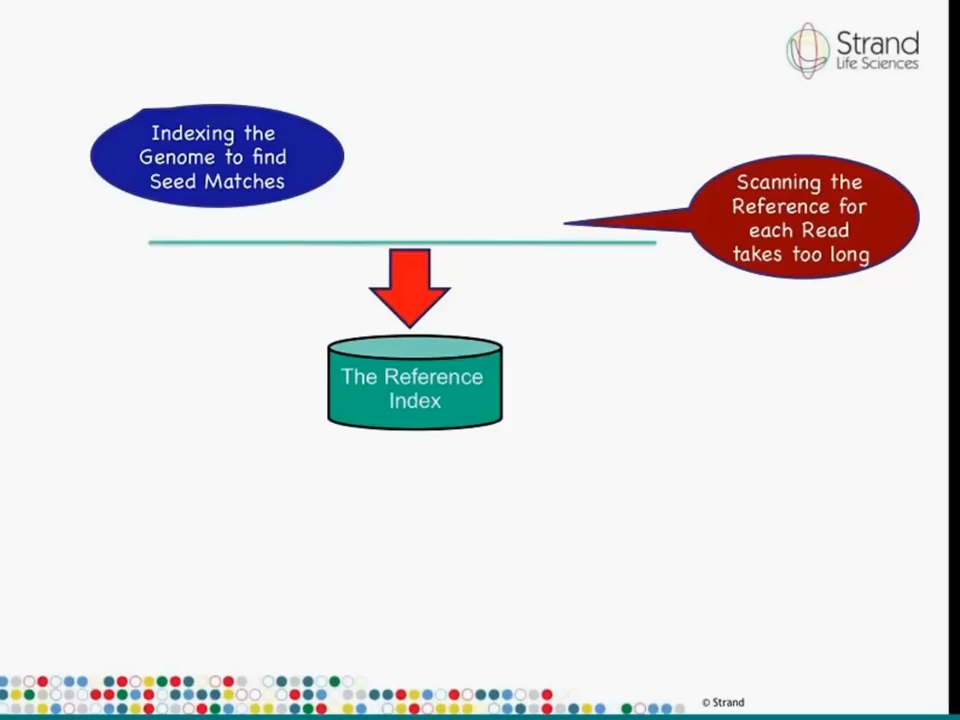 Strand
Life Sciences
Indexing the
Genome to find
Seed Matches
Scanning the
Reference for
each Read
takes too long
The Reference
Index
© Strand